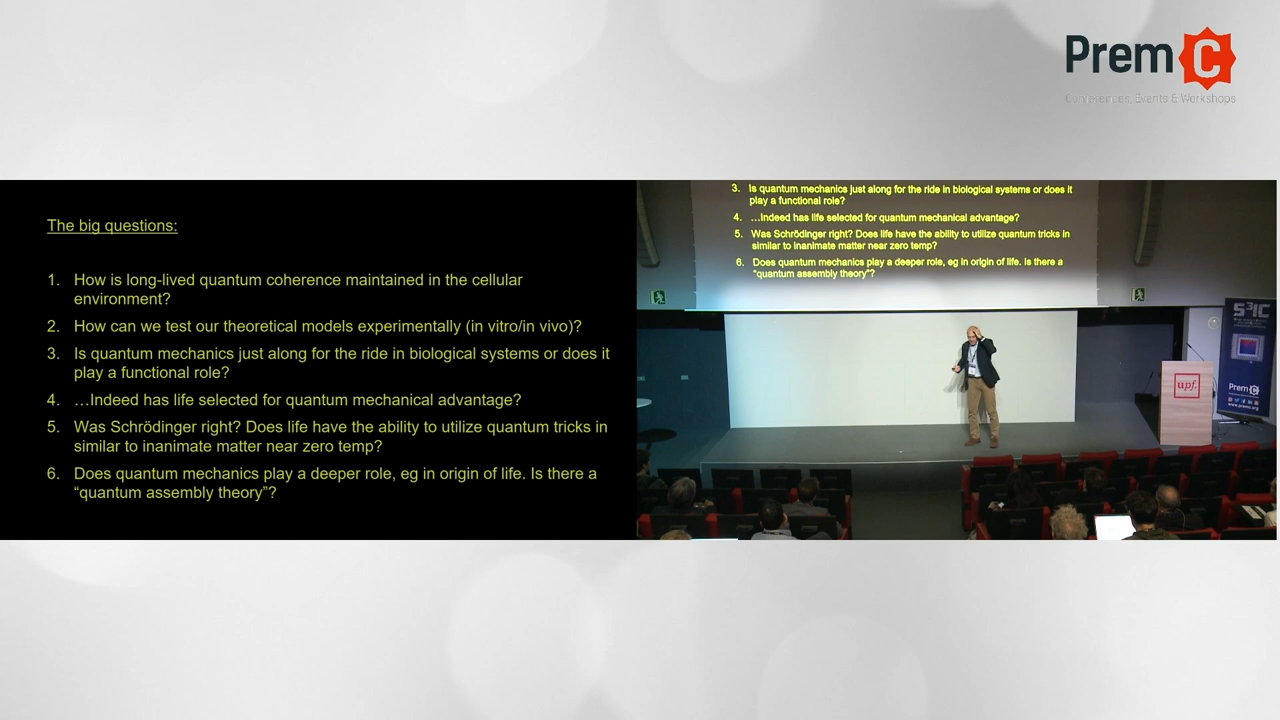 Prem C
Conferences, Events & Workshops
The big questions:
1. How is long-lived quantum coherence maintained in the cellular
environment?
2. How can we test our theoretical models experimentally (in vitro/in vivo)?
3. Is quantum mechanics just along for the ride in biological systems or does it
play a functional role?
4. …Indeed has life selected for quantum mechanical advantage?
5. Was Schrödinger right? Does life have the ability to utilize quantum tricks in
similar to inanimate matter near zero temp?
6. Does quantum mechanics play a deeper role, eg in origin of life. Is there a
“quantum assembly theory”?
3. Is quantum mechanics just along for the ride in biological systems or does it
play a functional role?
4. …Indeed has life selected for quantum mechanical advantage?
5. Was Schrödinger right? Does life have the ability to utilize quantum tricks in
similar to inanimate matter near zero temp?
6. Does quantum mechanics play a deeper role, eg in origin of life. Is there a
“quantum assembly theory”?
S3IC
upf.
Prem C
www.premc.org